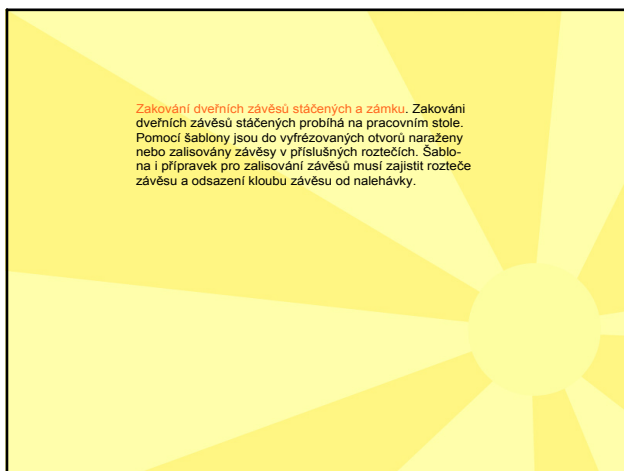 Zakování dveřních závěsů stáčených a zámku. Zakováni
dveřních závěsů stáčených probíhá na pracovním stole.
Pomocí šablony jsou do vyfrézovaných otvorů naraženy
nebo zalisovány závěsy v příslušných roztečích. Šablo-
na i přípravek pro zalisování závěsů musí zajistit rozteče
závěsu a odsazení kloubu závěsu od nalehávky.